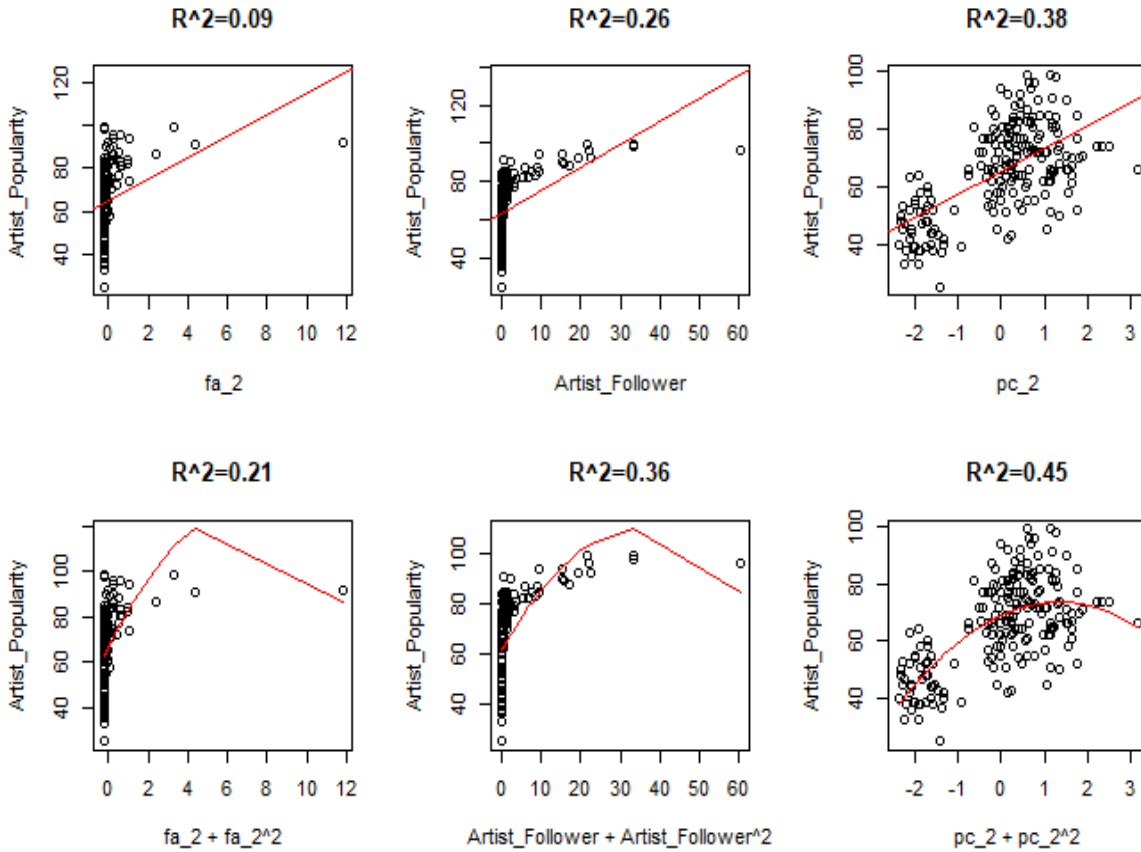 R^2=0.09
R^2=0.26
R^2=0.38
Artist_Popularity
40 60 80 100 120
0 2 4 6 8 10 12
fa_2
Artist_Popularity
40 80 120
0 10 20 30 40 50 60
Artist_Follower
Artist_Popularity
40 60 80 100
-2 -1 0 1 2 3
pc_2
R^2=0.21
R^2=0.36
R^2=0.45
Artist_Popularity
40 60 80 100
0 2 4 6 8 10 12
fa_2 + fa_2^2
Artist_Popularity
40 60 80 100
0 10 20 30 40 50 60
Artist_Follower + Artist_Follower^2
Artist_Popularity
40 60 80 100
-2 -1 0 1 2 3
pc_2 + pc_2^2